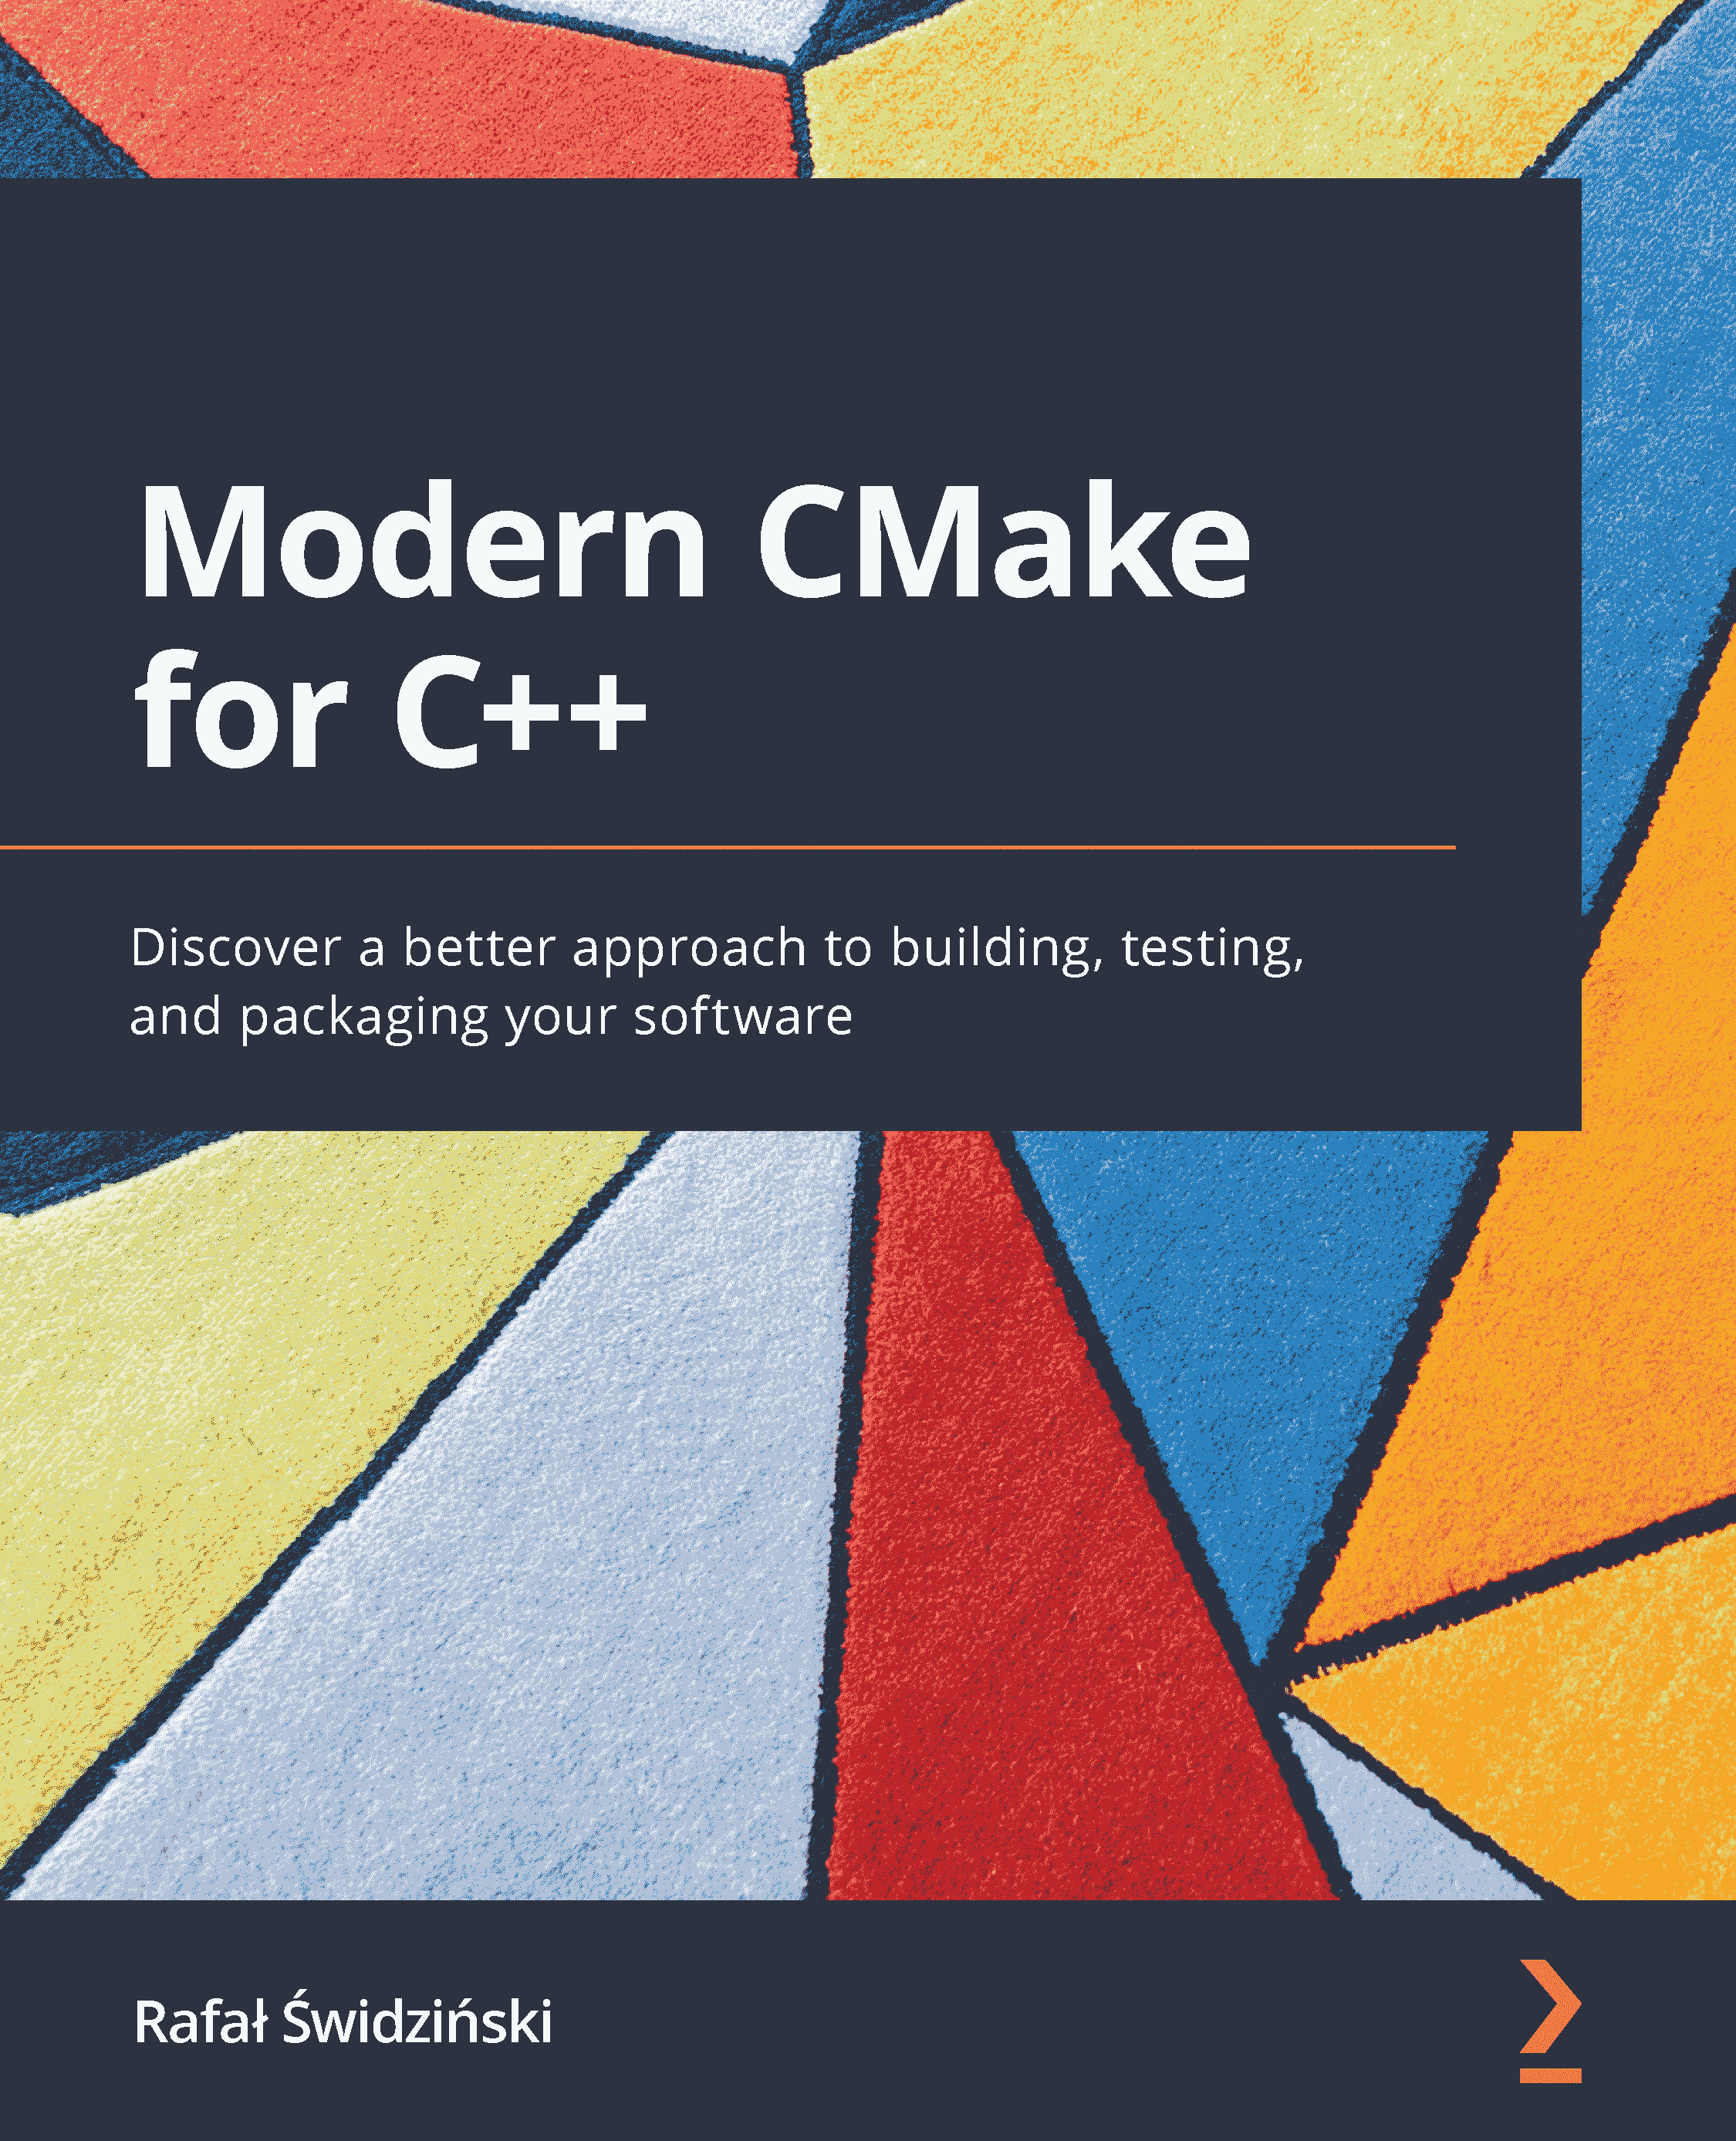 Modern CMake
for C++
Discover a better approach to building, testing,
and packaging your software
Rafał Świdziński